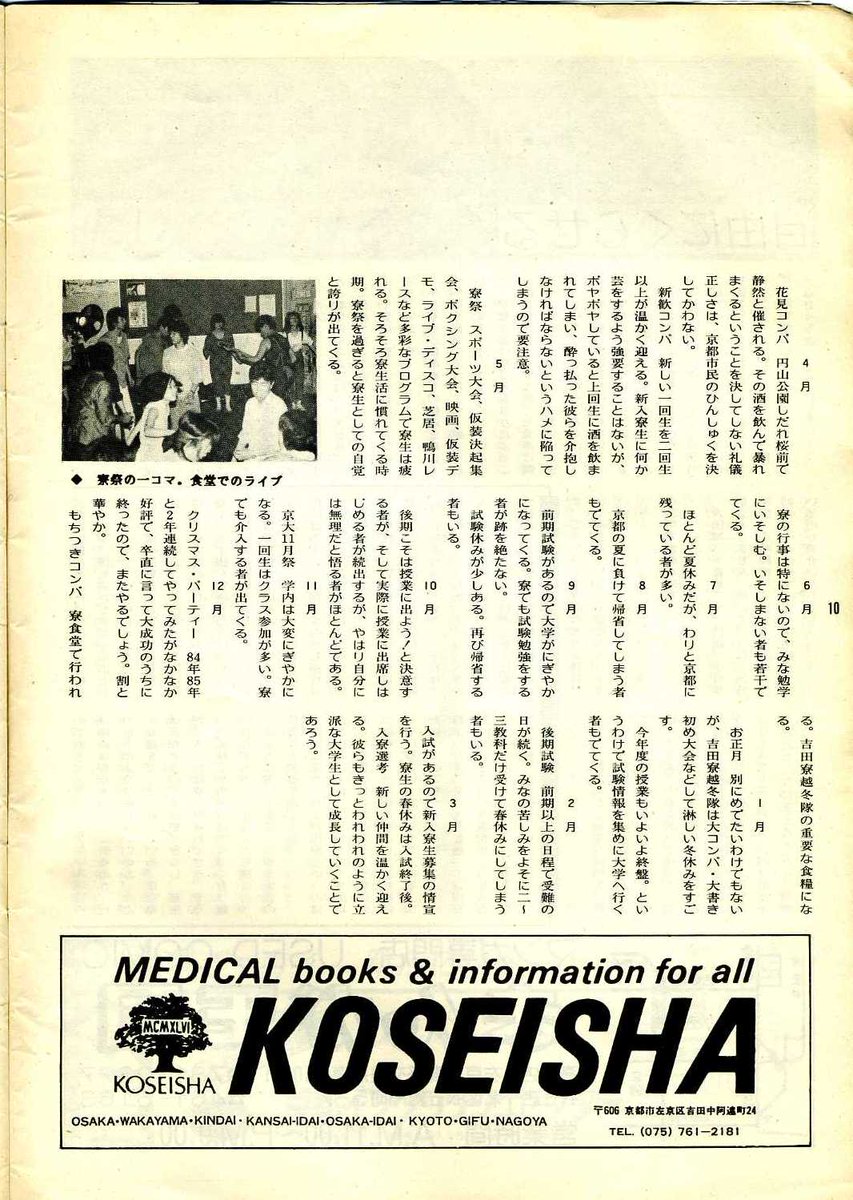 10
4月
花見コンパ　円山公園しだれ桜前で
静然と催される。その酒を飲んで暴れ
まくるということを決してしない礼儀
正しさは、京都市民のひんしゅくを決
してかわない。
新歓コンパ　新しい一回生を二回生
以上が温かく迎える。新入寮生に何か
芸をするよう強要することはないが、
ボヤボヤしていると上回生に酒を飲ま
れてしまい、酔っ払った彼らを介抱し
なければならないというハメに陥って
しまうので要注意。
5月
寮祭　スポーツ大会、仮装決起集
会、ボクシング大会、映画、仮装デ
モ、ライブ・ディスコ、芝居、鴨川レ
ースなど多彩なプログラムで寮生は疲
れる。そろそろ寮生活に慣れてくる時
期。寮祭を過ぎると寮生としての自覚
と誇りが出てくる。
◆　寮祭の一コマ。食堂でのライブ
6月
寮の行事は特にないので、みな勉学
にいそしむ。いそしまない者も若干で
てくる。
7月
ほとんど夏休みだが、わりと京都に
残っている者が多い。
8月
京都の夏に負けて帰省してしまう者
もでてくる。
9月
前期試験があるので大学がにぎやか
になってくる。寮でも試験勉強をする
者が跡を絶たない。
試験休みが少しある。再び帰省する
者もいる。
10月
後期こそは授業に出よう！と決意す
る者が、そして実際に授業に出席しは
じめる者が続出するが、やはり自分に
は無理だと悟る者がほとんどである。
11月
京大11月祭　学内は大変にぎやかに
なる。一回生はクラス参加が多い。寮
でも介入する者が出てくる。
12月
クリスマス・パーティー　84年85年
と2年連続してやってみたがなかなか
好評で、卒直に言って大成功のうちに
終ったので、またやるでしょう。割と
華やか。
もちつきコンパ　寮食堂で行われ
る。吉田寮越冬隊の重要な食糧にな
る。
1月
お正月　別にめでたいわけでもない
が、吉田寮越冬隊は大コンパ・大書き
初め大会などして淋しい冬休みをすご
す。
今年度の授業もいよいよ終盤。とい
うわけで試験情報を集めに大学へ行く
者もでてくる。
2月
後期試験　前期以上の日程で受難の
日が続く。みなの苦しみをよそに二〜
三教科だけ受けて春休みにしてしまう
者もいる。
3月
入試があるので新入寮生募集の情宣
を行う。寮生の春休みは入試終了後。
入寮選考　新しい仲間を温かく迎え
る。彼らもきっとわれわれのように立
派な大学生として成長していくことで
あろう。
MEDICAL books & information for all
MCMXLVI
KOSEISHA
KOSEISHA
OSAKA・WAKAYAMA・KINDAI・KANSAI-IDAI・OSAKA-IDAI・KYOTO・GIFU・NAGOYA
〒606 京都市左京区吉田中阿達町24
TEL. (075) 761−2181